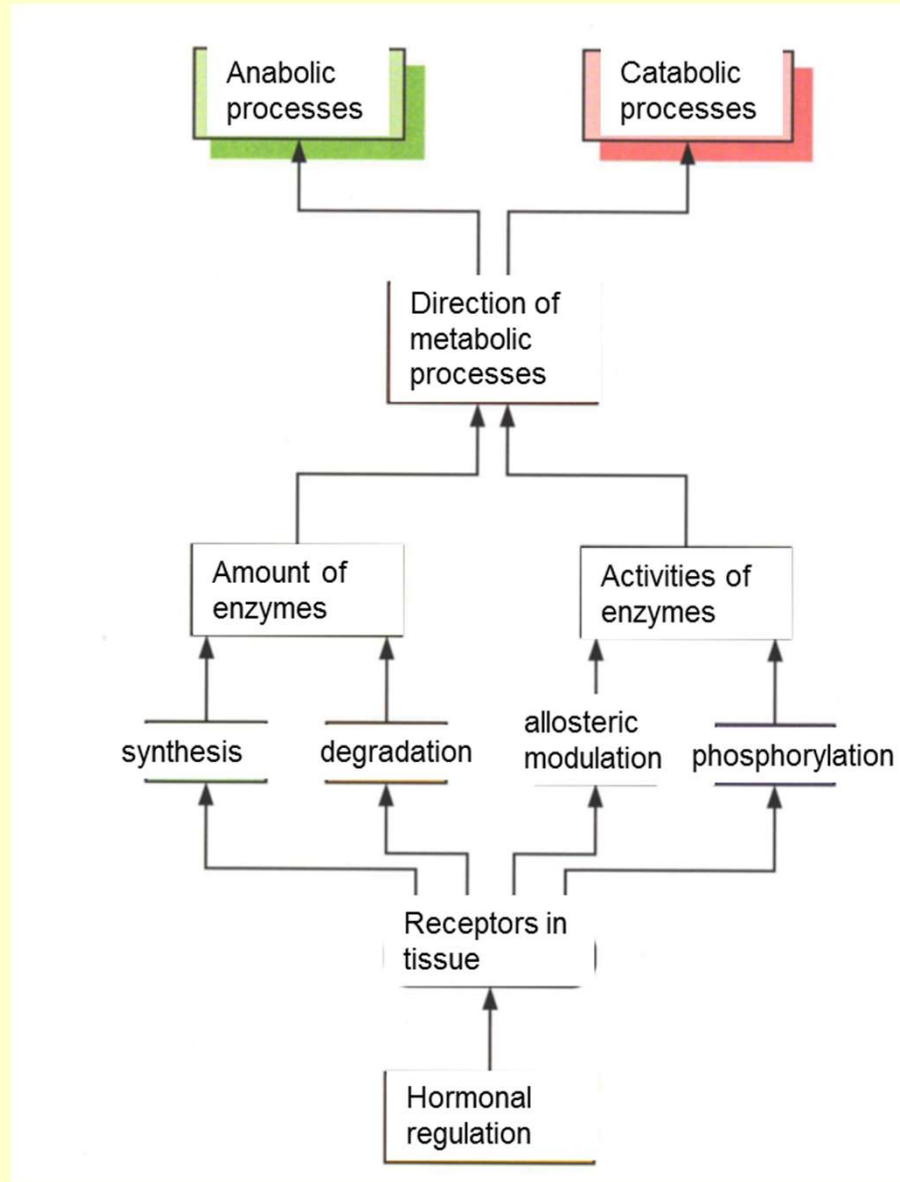 Anabolic
processes
Catabolic
processes
Direction of
metabolic
processes
Amount of
enzymes
Activities of
enzymes
synthesis
degradation
allosteric
modulation
phosphorylation
Receptors in
tissue
Hormonal
regulation